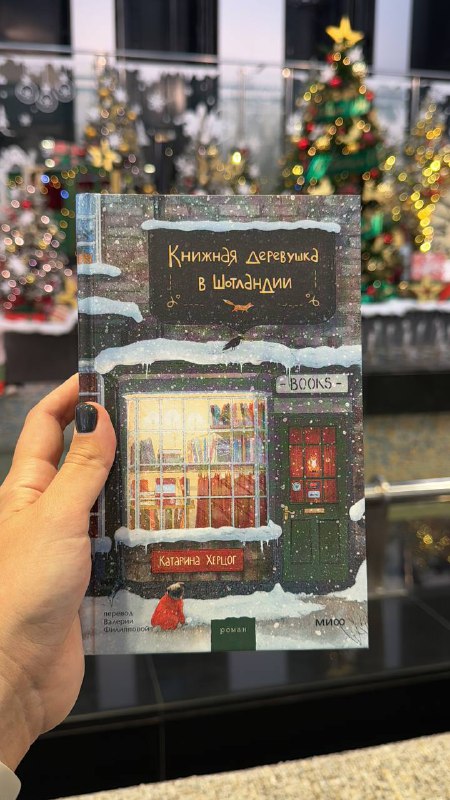 Книжная деревушка
в Шотландии
- BOOKS -
Катарина Херцог
перевод
Валерии
Филипповой
роман
МИФ